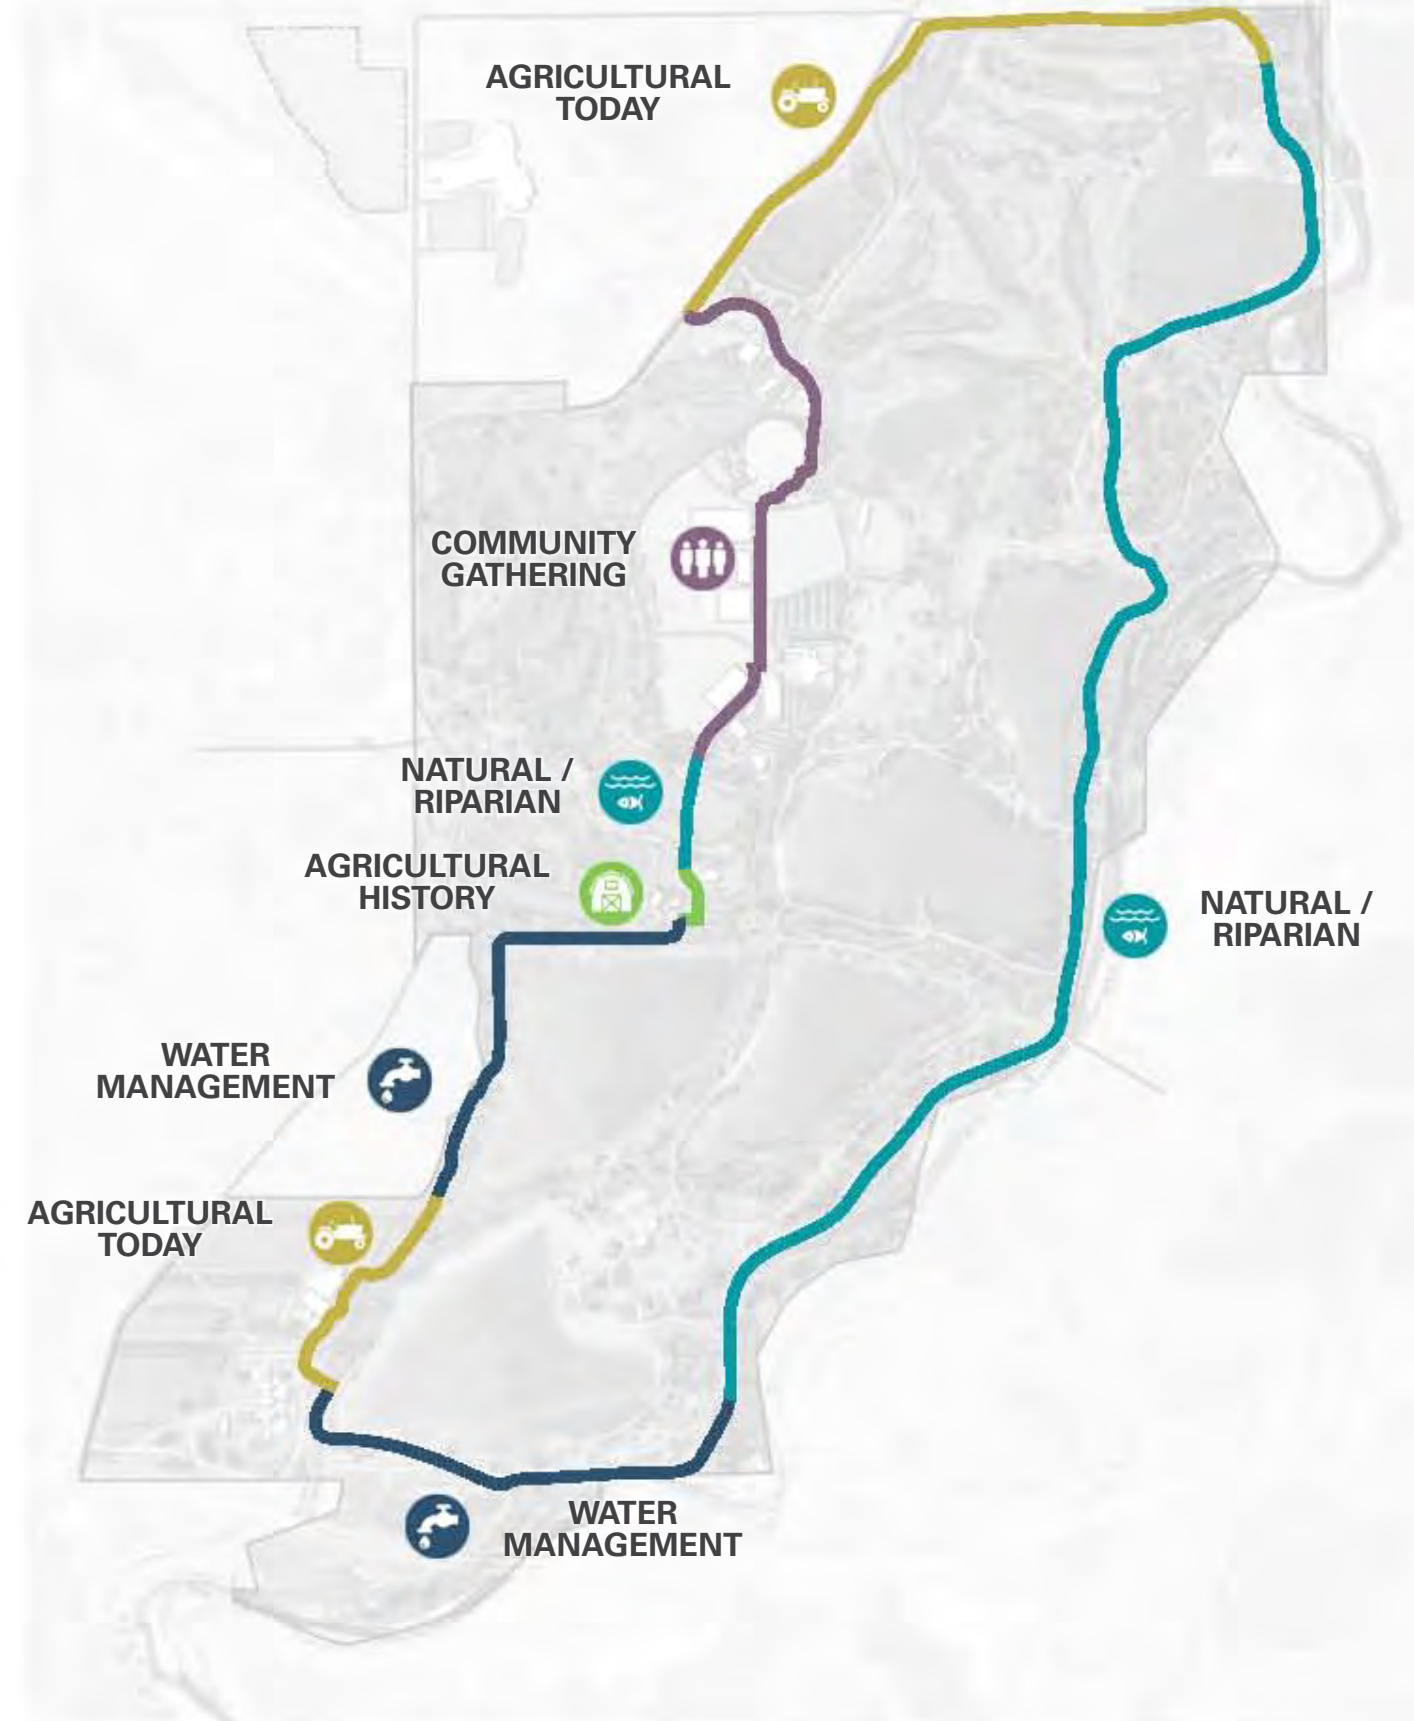 AGRICULTURAL
TODAY
COMMUNITY
GATHERING
NATURAL /
RIPARIAN
AGRICULTURAL
HISTORY
NATURAL /
RIPARIAN
WATER
MANAGEMENT
AGRICULTURAL
TODAY
WATER
MANAGEMENT